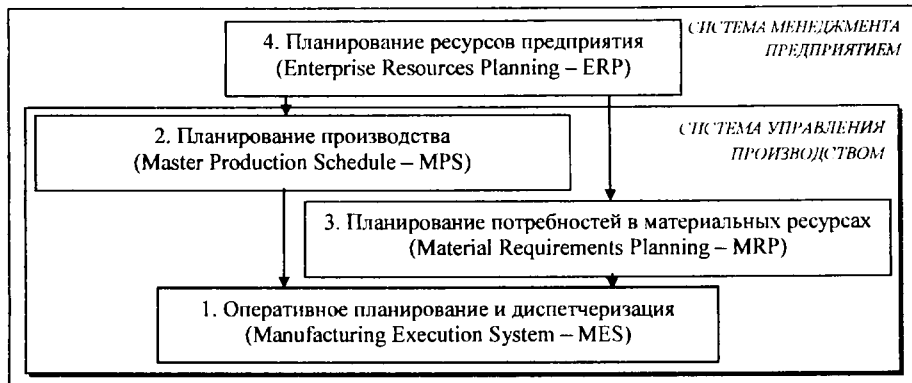 СИСТЕМА МЕНЕДЖМЕНТА
ПРЕДПРИЯТИЕМ
4. Планирование ресурсов предприятия
(Enterprise Resources Planning – ERP)
СИСТЕМА УПРАВЛЕНИЯ
ПРОИЗВОДСТВОМ
2. Планирование производства
(Master Production Schedule – MPS)
3. Планирование потребностей в материальных ресурсах
(Material Requirements Planning – MRP)
1. Оперативное планирование и диспетчеризация
(Manufacturing Execution System – MES)